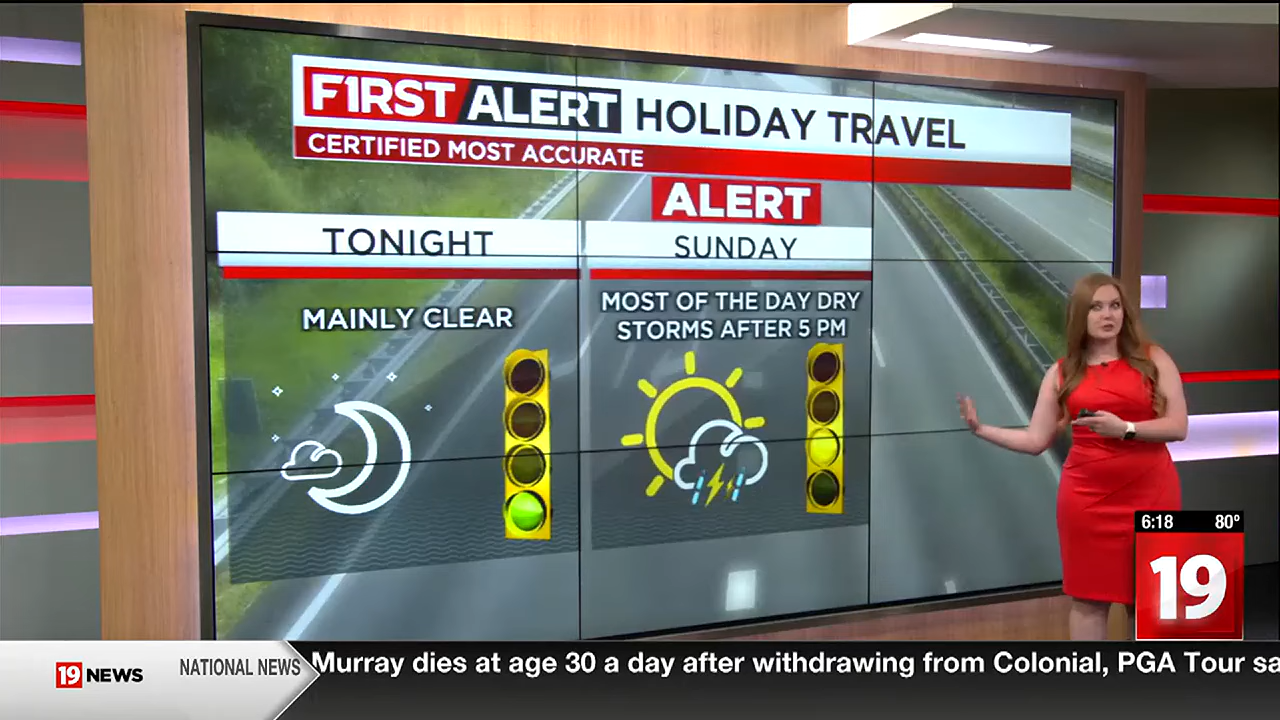 F1RST ALERT HOLIDAY TRAVEL
CERTIFIED MOST ACCURATE
ALERT
TONIGHT
SUNDAY
MAINLY CLEAR
MOST OF THE DAY DRY
STORMS AFTER 5 PM
6:18 80°
19
19 NEWS
NATIONAL NEWS
Murray dies at age 30 a day after withdrawing from Colonial, PGA Tour sa